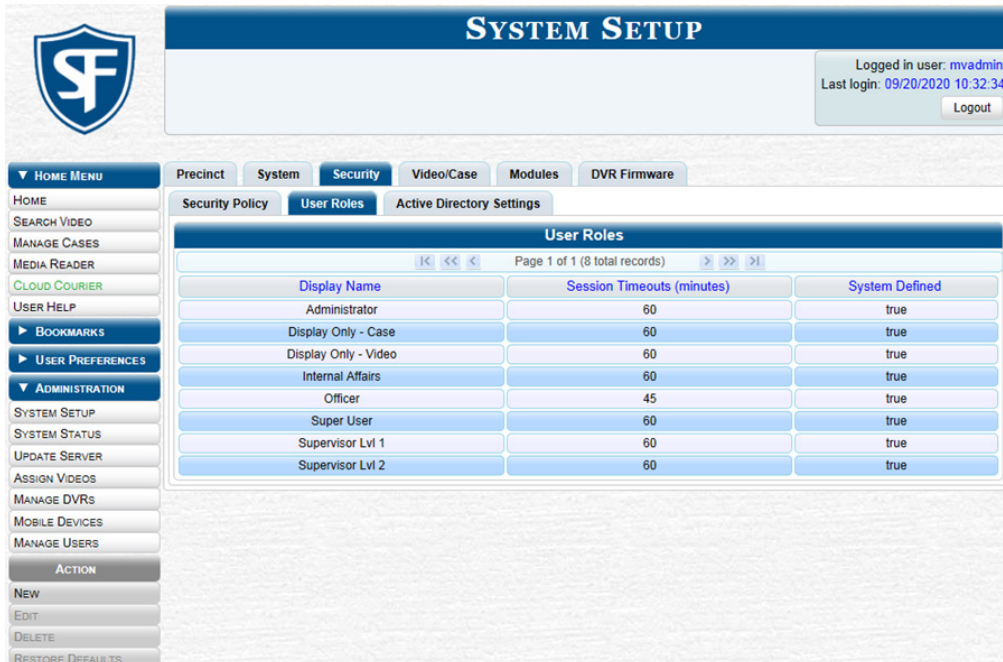 SYSTEM SETUP
SF
Logged in user: mvadmin
Last login: 09/20/2020 10:32:34
Logout
▼ HOME MENU
HOME
SEARCH VIDEO
MANAGE CASES
MEDIA READER
CLOUD COURIER
USER HELP
► BOOKMARKS
► USER PREFERENCES
▼ ADMINISTRATION
SYSTEM SETUP
SYSTEM STATUS
UPDATE SERVER
ASSIGN VIDEOS
MANAGE DVRS
MOBILE DEVICES
MANAGE USERS
ACTION
NEW
EDIT
DELETE
RESTORE DEFAULTS
Precinct System Security Video/Case Modules DVR Firmware
Security Policy User Roles Active Directory Settings
User Roles
|< << < Page 1 of 1 (8 total records) > >> >|
Display Name Session Timeouts (minutes) System Defined
Administrator 60 true
Display Only - Case 60 true
Display Only - Video 60 true
Internal Affairs 60 true
Officer 45 true
Super User 60 true
Supervisor Lvl 1 60 true
Supervisor Lvl 2 60 true